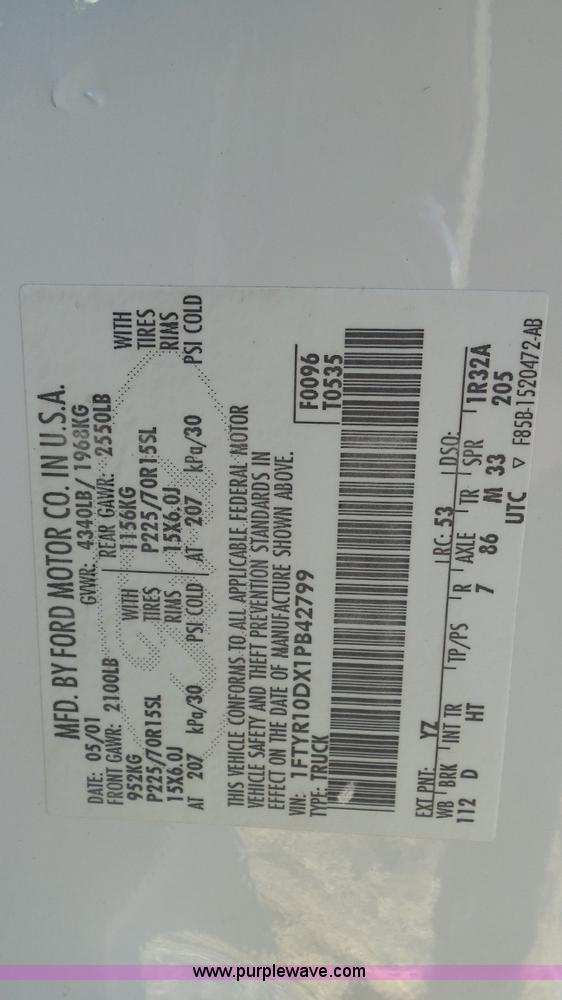 MFD. BY FORD MOTOR CO. IN U.S.A.
DATE: 05/01 GVWR: 4340LB/ 1968KG
FRONT GAWR: 2100LB REAR GAWR: 2550LB
952KG WITH 1156KG WITH
P225/70R15SL TIRES P225/70R15SL TIRES
15X6.0J RIMS 15X6.0J RIMS
AT 207 kPa/30 PSI COLD AT 207 kPa/30 PSI COLD
THIS VEHICLE CONFORMS TO ALL APPLICABLE FEDERAL MOTOR
VEHICLE SAFETY AND THEFT PREVENTION STANDARDS IN
EFFECT ON THE DATE OF MANUFACTURE SHOWN ABOVE.
VIN: 1FTYR10DX1PB42799 F0096
TYPE: TRUCK T0535
EXT PNT: YZ RC: 53 DSO:
WB BRK INT TR TP/PS R AXLE TR SPR 1R32A
112 D HT 7 86 M 33 205
UTC ▽ F85B-1520472-AB
www.purplewave.com